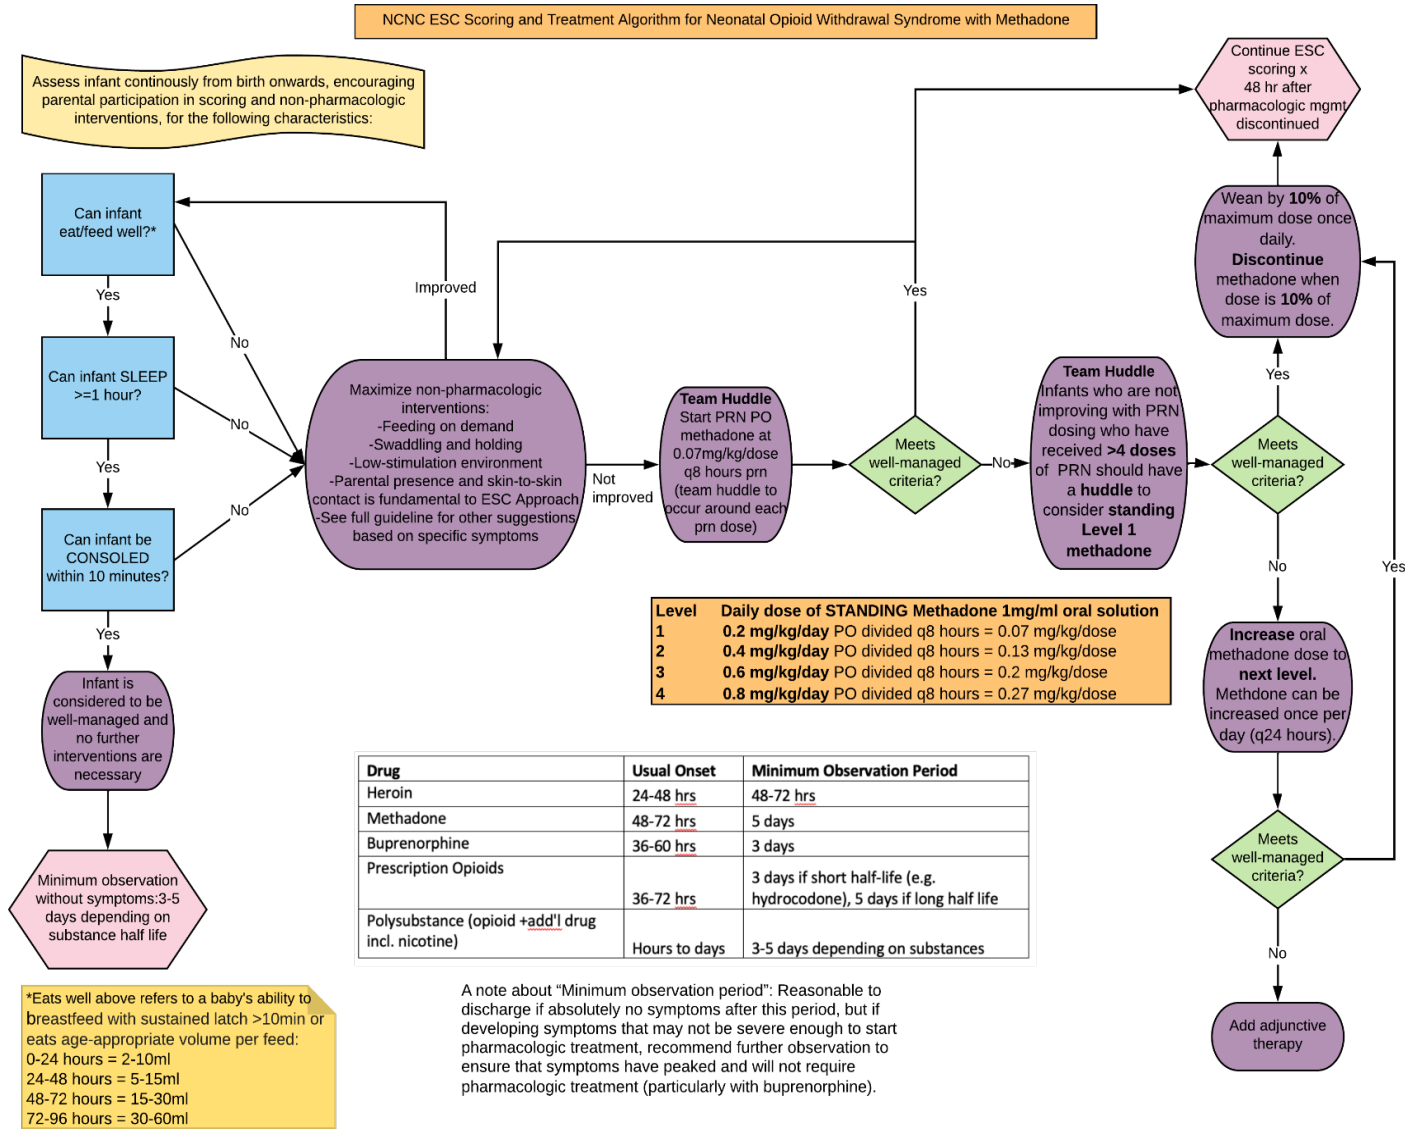 NCNC ESC Scoring and Treatment Algorithm for Neonatal Opioid Withdrawal Syndrome with Methadone
Assess infant continously from birth onwards, encouraging
parental participation in scoring and non-pharmacologic
interventions, for the following characteristics:
Can infant
eat/feed well?*
Yes
No
Can infant SLEEP
>=1 hour?
Yes
No
Can infant be
CONSOLED
within 10 minutes?
Yes
No
Infant is
considered to be
well-managed and
no further
interventions are
necessary
Minimum observation
without symptoms:3-5
days depending on
substance half life
*Eats well above refers to a baby's ability to
breastfeed with sustained latch >10min or
eats age-appropriate volume per feed:
0-24 hours = 2-10ml
24-48 hours = 5-15ml
48-72 hours = 15-30ml
72-96 hours = 30-60ml
Improved
Maximize non-pharmacologic
interventions:
-Feeding on demand
-Swaddling and holding
-Low-stimulation environment
-Parental presence and skin-to-skin
contact is fundamental to ESC Approach
-See full guideline for other suggestions
based on specific symptoms
Not
improved
Team Huddle
Start PRN PO
methadone at
0.07mg/kg/dose
q8 hours prn
(team huddle to
occur around each
prn dose)
Meets
well-managed
criteria?
Yes
No
Team Huddle
Infants who are not
improving with PRN
dosing who have
received >4 doses
of PRN should have
a huddle to
consider standing
Level 1
methadone
Meets
well-managed
criteria?
Yes
No
Wean by 10% of
maximum dose once
daily.
Discontinue
methadone when
dose is 10% of
maximum dose.
Continue ESC
scoring x
48 hr after
pharmacologic mgmt
discontinued
Increase oral
methadone dose to
next level.
Methdone can be
increased once per
day (q24 hours).
Meets
well-managed
criteria?
Yes
No
Add adjunctive
therapy
Level Daily dose of STANDING Methadone 1mg/ml oral solution
1 0.2 mg/kg/day PO divided q8 hours = 0.07 mg/kg/dose
2 0.4 mg/kg/day PO divided q8 hours = 0.13 mg/kg/dose
3 0.6 mg/kg/day PO divided q8 hours = 0.2 mg/kg/dose
4 0.8 mg/kg/day PO divided q8 hours = 0.27 mg/kg/dose
Drug Usual Onset Minimum Observation Period
Heroin 24-48 hrs 48-72 hrs
Methadone 48-72 hrs 5 days
Buprenorphine 36-60 hrs 3 days
Prescription Opioids 36-72 hrs 3 days if short half-life (e.g.
hydrocodone), 5 days if long half life
Polysubstance (opioid +add'l drug
incl. nicotine) Hours to days 3-5 days depending on substances
A note about “Minimum observation period”: Reasonable to
discharge if absolutely no symptoms after this period, but if
developing symptoms that may not be severe enough to start
pharmacologic treatment, recommend further observation to
ensure that symptoms have peaked and will not require
pharmacologic treatment (particularly with buprenorphine).